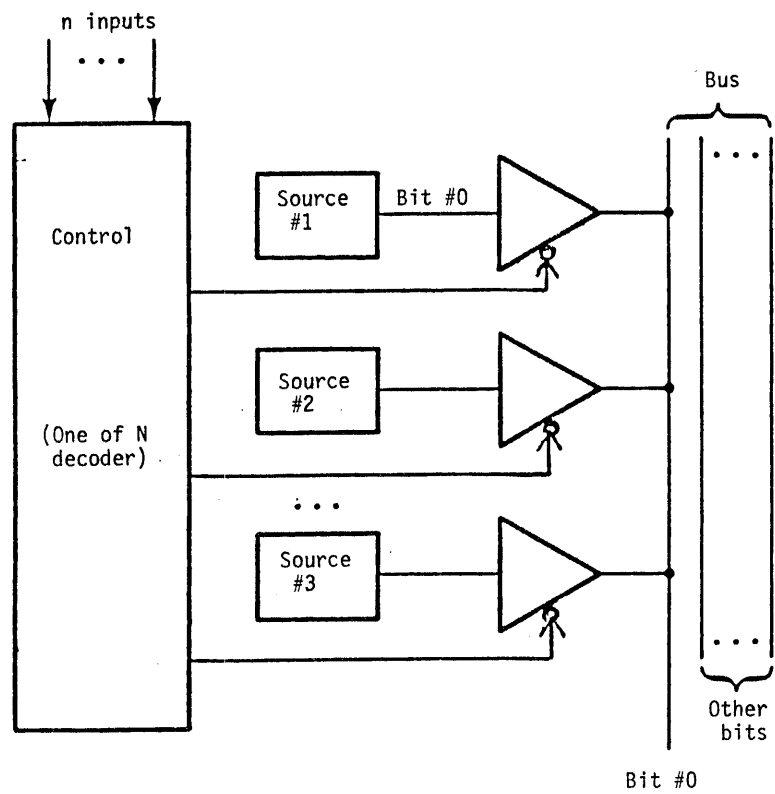 n inputs
. . .
Bus
. . .
Control
Source
#1
Bit #0
Source
#2
(One of N
decoder)
. . .
Source
#3
. . .
Other
bits
Bit #0